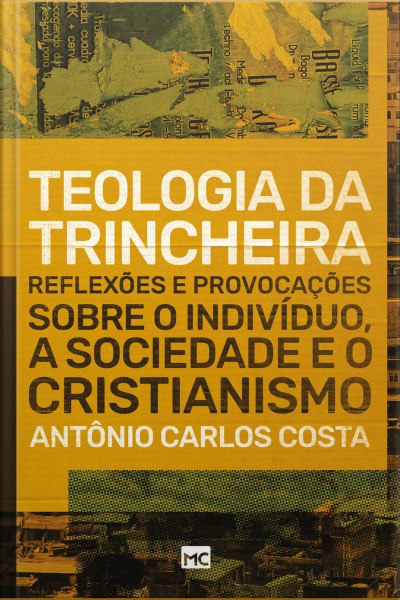 TEOLOGIA DA
TRINCHEIRA
REFLEXÕES E PROVOCAÇÕES
SOBRE O INDIVÍDUO,
A SOCIEDADE E O
CRISTIANISMO
ANTÔNIO CARLOS COSTA
MC